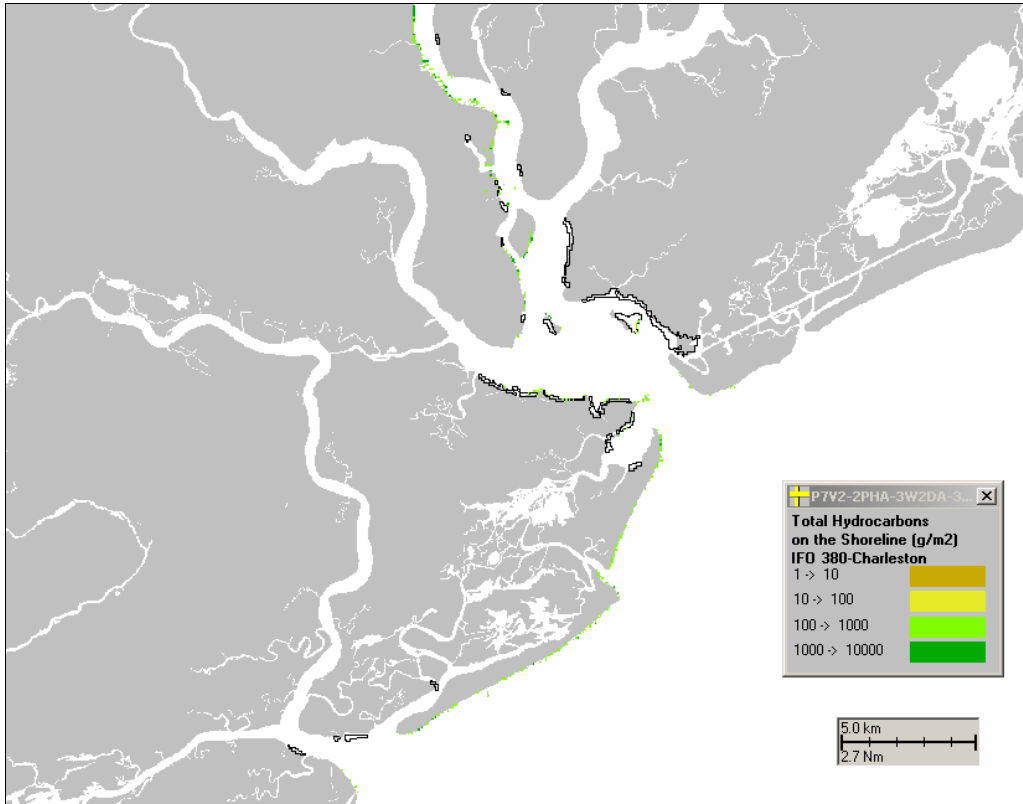 P7V2-2PHA-3W2DA-3...
Total Hydrocarbons
on the Shoreline (g/m2)
IFO 380-Charleston
1 -> 10
10 -> 100
100 -> 1000
1000 -> 10000
5.0 km
2.7 Nm